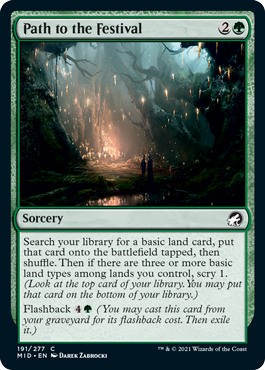 Path to the Festival 2
Sorcery
Search your library for a basic land card, put
that card onto the battlefield tapped, then
shuffle. Then if there are three or more basic
land types among lands you control, scry 1.
(Look at the top card of your library. You may put
that card on the bottom of your library.)
Flashback 4 (You may cast this card from
your graveyard for its flashback cost. Then exile
it.)
191/277 C
MID • EN DAREK ZABROCKI
™ & © 2021 Wizards of the Coast